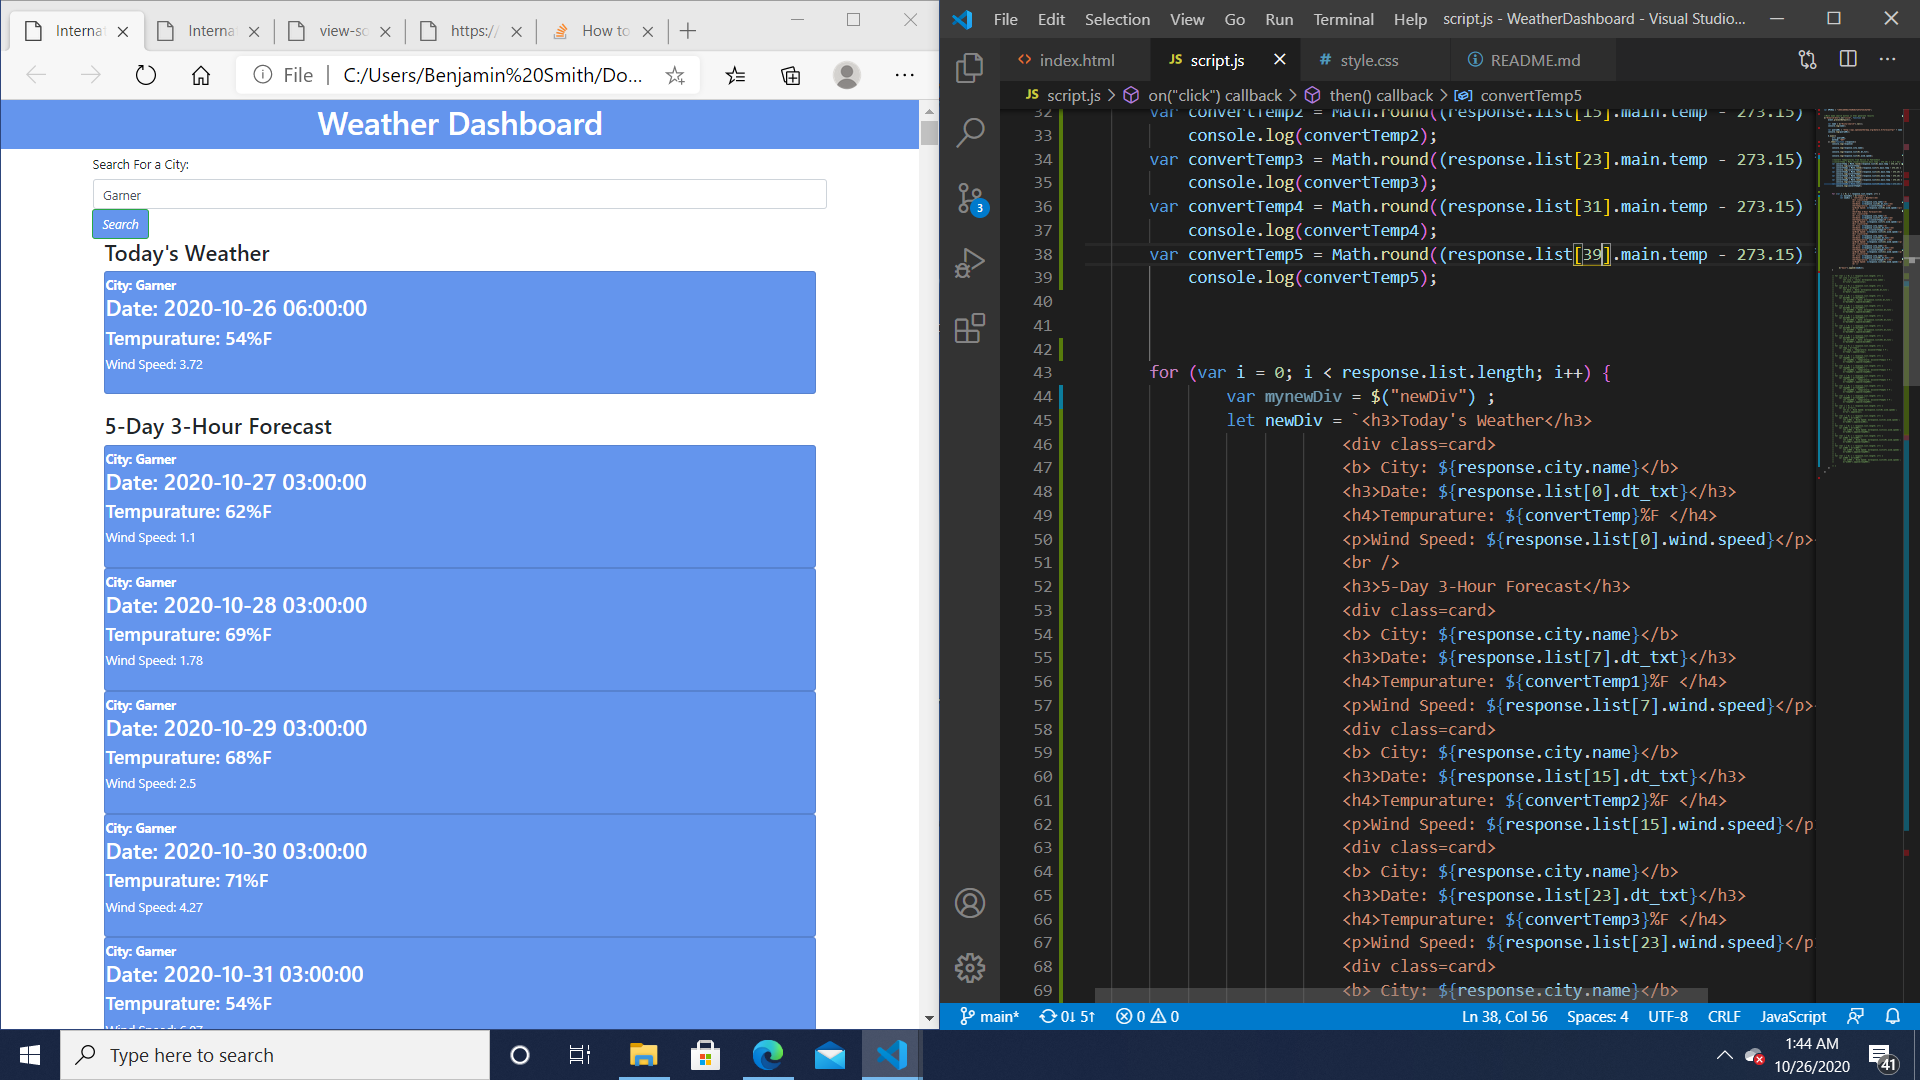 Interna
Interna
view-so
https:/
How to
File
C:/Users/Benjamin%20Smith/Do...
Weather Dashboard
Search For a City:
Garner
Search
Today's Weather
City: Garner
Date: 2020-10-26 06:00:00
Tempurature: 54%F
Wind Speed: 3.72
5-Day 3-Hour Forecast
City: Garner
Date: 2020-10-27 03:00:00
Tempurature: 62%F
Wind Speed: 1.1
City: Garner
Date: 2020-10-28 03:00:00
Tempurature: 69%F
Wind Speed: 1.78
City: Garner
Date: 2020-10-29 03:00:00
Tempurature: 68%F
Wind Speed: 2.5
City: Garner
Date: 2020-10-30 03:00:00
Tempurature: 71%F
Wind Speed: 4.27
City: Garner
Date: 2020-10-31 03:00:00
Tempurature: 54%F
File Edit Selection View Go Run Terminal Help script.js - WeatherDashboard - Visual Studio...
<> index.html JS script.js # style.css README.md
JS script.js > on("click") callback > then() callback > convertTemp5
3
32 var convertTemp2 = Math.round((response.list[15].main.temp - 273.15)
33 console.log(convertTemp2);
34 var convertTemp3 = Math.round((response.list[23].main.temp - 273.15)
35 console.log(convertTemp3);
36 var convertTemp4 = Math.round((response.list[31].main.temp - 273.15)
37 console.log(convertTemp4);
38 var convertTemp5 = Math.round((response.list[39].main.temp - 273.15)
39 console.log(convertTemp5);
40
41
42
43 for (var i = 0; i < response.list.length; i++) {
44 var mynewDiv = $("newDiv") ;
45 let newDiv = `<h3>Today's Weather</h3>
46 <div class=card>
47 <b> City: ${response.city.name}</b>
48 <h3>Date: ${response.list[0].dt_txt}</h3>
49 <h4>Tempurature: ${convertTemp}%F </h4>
50 <p>Wind Speed: ${response.list[0].wind.speed}</p>
51 <br />
52 <h3>5-Day 3-Hour Forecast</h3>
53 <div class=card>
54 <b> City: ${response.city.name}</b>
55 <h3>Date: ${response.list[7].dt_txt}</h3>
56 <h4>Tempurature: ${convertTemp1}%F </h4>
57 <p>Wind Speed: ${response.list[7].wind.speed}</p>
58 <div class=card>
59 <b> City: ${response.city.name}</b>
60 <h3>Date: ${response.list[15].dt_txt}</h3>
61 <h4>Tempurature: ${convertTemp2}%F </h4>
62 <p>Wind Speed: ${response.list[15].wind.speed}</p
63 <div class=card>
64 <b> City: ${response.city.name}</b>
65 <h3>Date: ${response.list[23].dt_txt}</h3>
66 <h4>Tempurature: ${convertTemp3}%F </h4>
67 <p>Wind Speed: ${response.list[23].wind.speed}</p
68 <div class=card>
69 <b> City: ${response.city.name}</b>
main* 0↓ 5↑ 0 0 Ln 38, Col 56 Spaces: 4 UTF-8 CRLF JavaScript
Type here to search
1:44 AM
10/26/2020
41